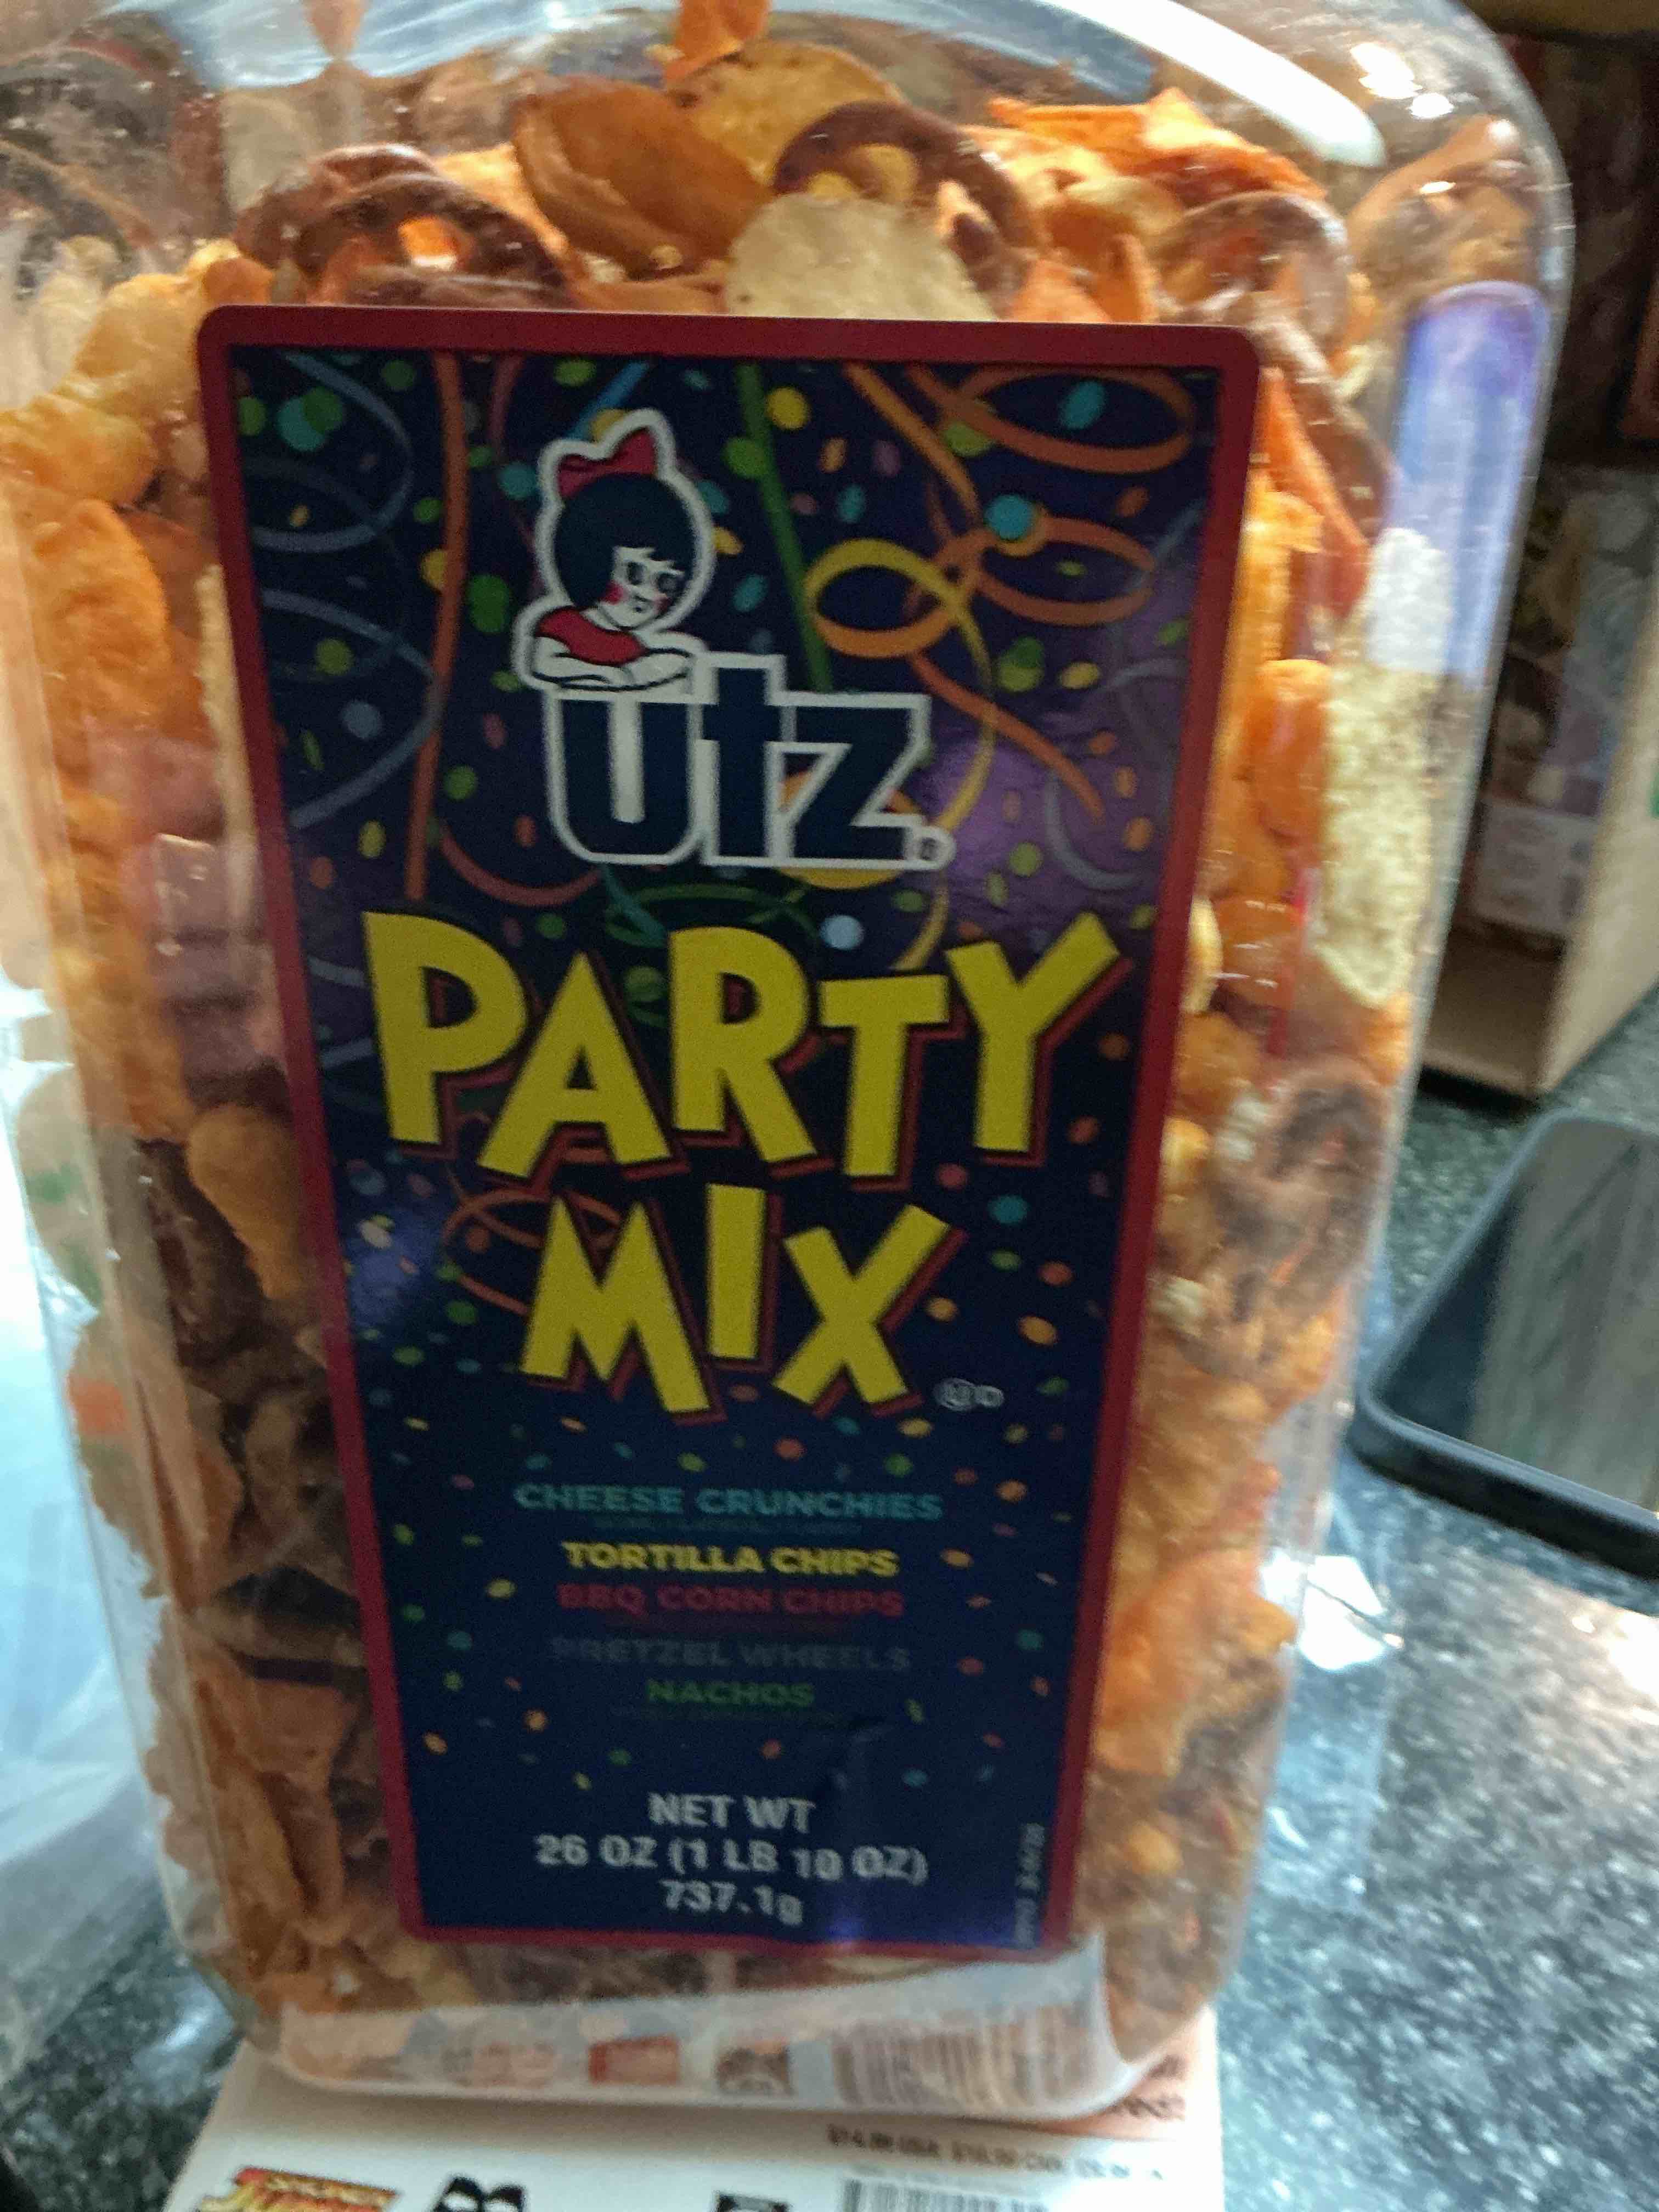 utz.
PARTY
MIX
CHEESE CRUNCHIES
TORTILLA CHIPS
BBQ CORN CHIPS
PRETZEL WHEELS
NACHOS
NET WT
26 OZ (1 LB 10 OZ)
737.1g